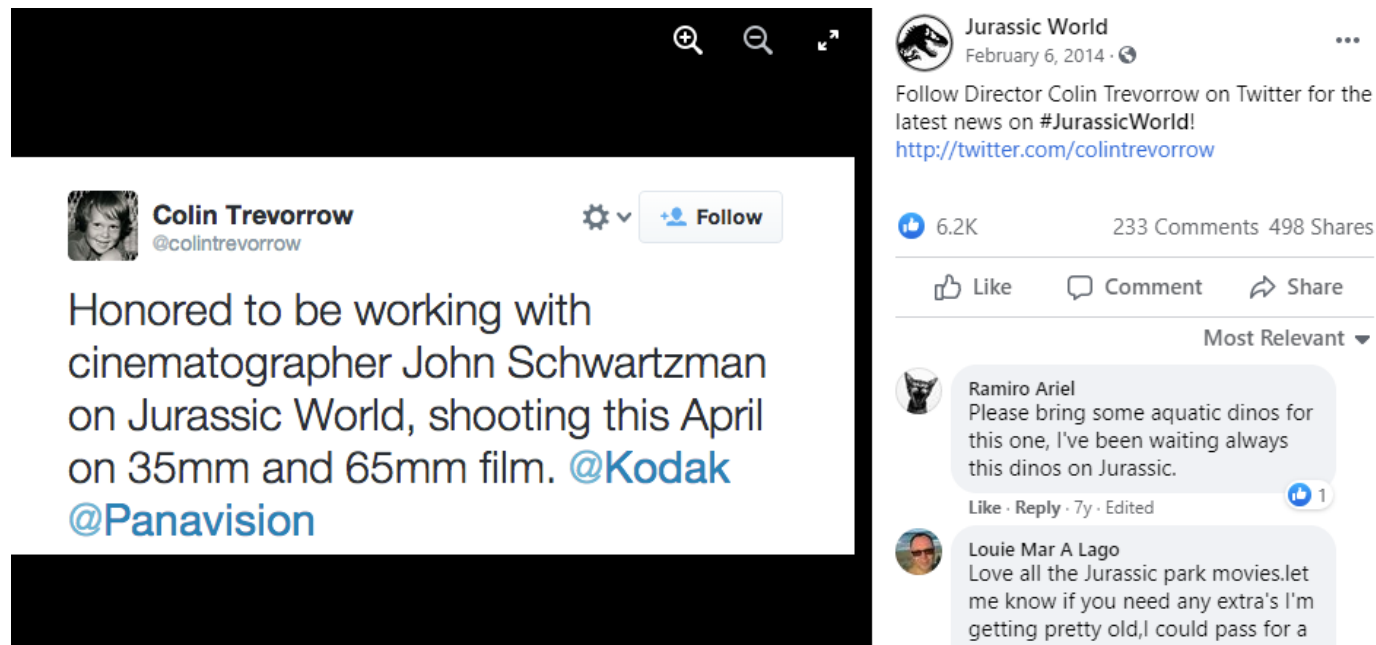 Colin Trevorrow
@colintrevorrow
Follow
Honored to be working with
cinematographer John Schwartzman
on Jurassic World, shooting this April
on 35mm and 65mm film. @Kodak
@Panavision
Jurassic World
February 6, 2014 ·
Follow Director Colin Trevorrow on Twitter for the
latest news on #JurassicWorld!
http://twitter.com/colintrevorrow
6.2K 233 Comments 498 Shares
Like Comment Share
Most Relevant
Ramiro Ariel
Please bring some aquatic dinos for
this one, I've been waiting always
this dinos on Jurassic.
1
Like · Reply · 7y · Edited
Louie Mar A Lago
Love all the Jurassic park movies.let
me know if you need any extra's I'm
getting pretty old,I could pass for a